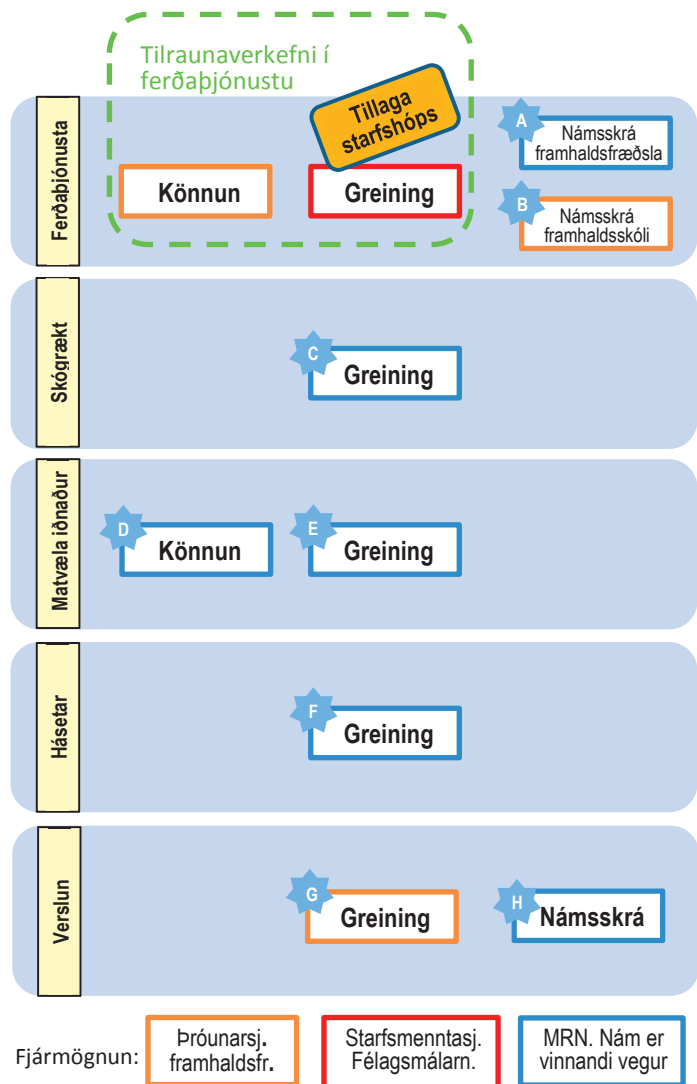 Tilraunaverkefni í
ferðaþjónustu
Ferðaþjónusta
Könnun
Tillaga
starfshóps
Greining
A
Námsskrá
framhaldsfræðsla
B
Námsskrá
framhaldsskóli
Skógrækt
C
Greining
Matvæla iðnaður
D
Könnun
E
Greining
Hásetar
F
Greining
Verslun
G
Greining
H
Námsskrá
Fjármögnun:
Þróunarsj.
framhaldsfr.
Starfsmenntasj.
Félagsmálarn.
MRN. Nám er
vinnandi vegur